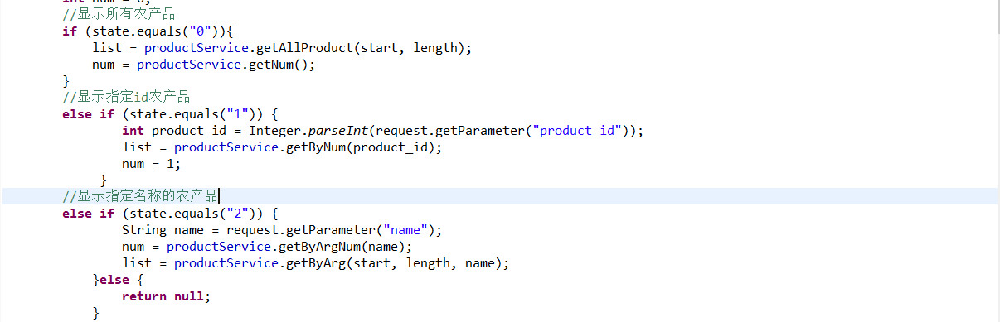 int num = 0;
//显示所有农产品
if (state.equals("0")){
list = productService.getAllProduct(start, length);
num = productService.getNum();
}
//显示指定id农产品
else if (state.equals("1")) {
int product_id = Integer.parseInt(request.getParameter("product_id"));
list = productService.getByNum(product_id);
num = 1;
}
//显示指定名称的农产品
else if (state.equals("2")) {
String name = request.getParameter("name");
num = productService.getByArgNum(name);
list = productService.getByArg(start, length, name);
}else {
return null;
}